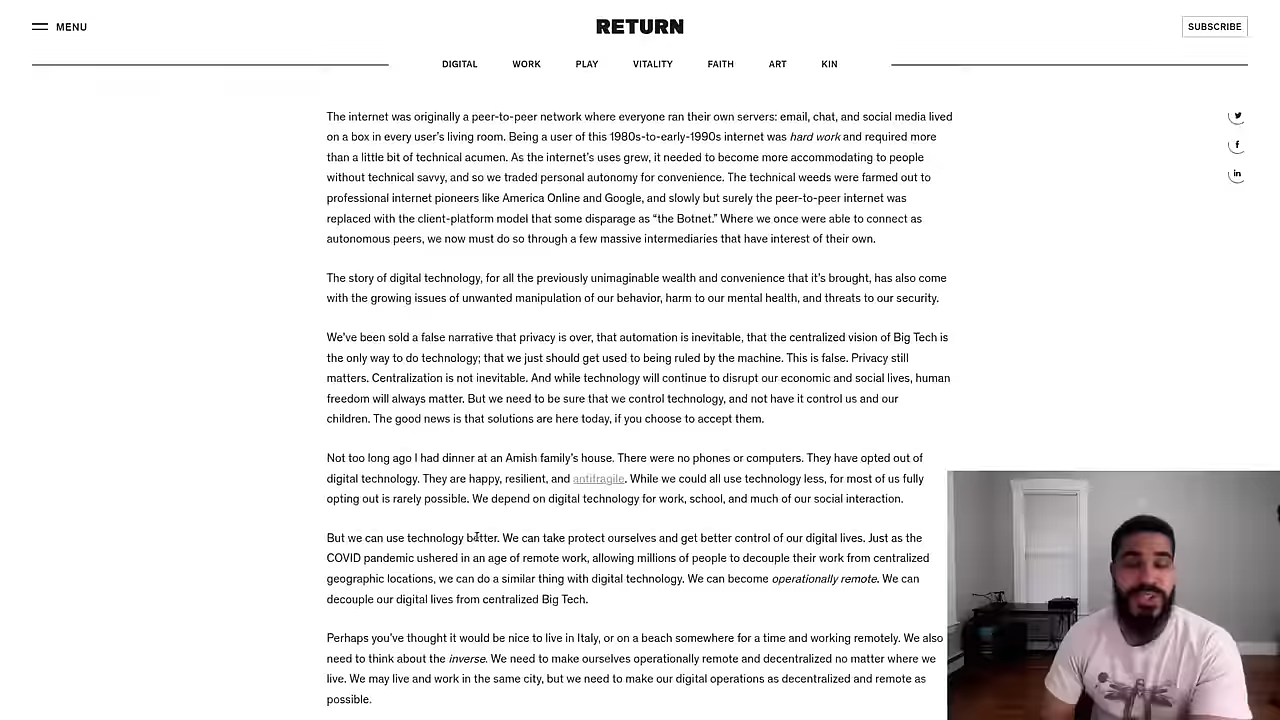 MENU
RETURN
SUBSCRIBE
DIGITAL WORK PLAY VITALITY FAITH ART KIN
The internet was originally a peer-to-peer network where everyone ran their own servers: email, chat, and social media lived
on a box in every user's living room. Being a user of this 1980s-to-early-1990s internet was hard work and required more
than a little bit of technical acumen. As the internet's uses grew, it needed to become more accommodating to people
without technical savvy, and so we traded personal autonomy for convenience. The technical weeds were farmed out to
professional internet pioneers like America Online and Google, and slowly but surely the peer-to-peer internet was
replaced with the client-platform model that some disparage as “the Botnet.” Where we once were able to connect as
autonomous peers, we now must do so through a few massive intermediaries that have interest of their own.
The story of digital technology, for all the previously unimaginable wealth and convenience that it's brought, has also come
with the growing issues of unwanted manipulation of our behavior, harm to our mental health, and threats to our security.
We've been sold a false narrative that privacy is over, that automation is inevitable, that the centralized vision of Big Tech is
the only way to do technology; that we just should get used to being ruled by the machine. This is false. Privacy still
matters. Centralization is not inevitable. And while technology will continue to disrupt our economic and social lives, human
freedom will always matter. But we need to be sure that we control technology, and not have it control us and our
children. The good news is that solutions are here today, if you choose to accept them.
Not too long ago I had dinner at an Amish family's house. There were no phones or computers. They have opted out of
digital technology. They are happy, resilient, and antifragile. While we could all use technology less, for most of us fully
opting out is rarely possible. We depend on digital technology for work, school, and much of our social interaction.
But we can use technology better. We can take protect ourselves and get better control of our digital lives. Just as the
COVID pandemic ushered in an age of remote work, allowing millions of people to decouple their work from centralized
geographic locations, we can do a similar thing with digital technology. We can become operationally remote. We can
decouple our digital lives from centralized Big Tech.
Perhaps you've thought it would be nice to live in Italy, or on a beach somewhere for a time and working remotely. We also
need to think about the inverse. We need to make ourselves operationally remote and decentralized no matter where we
live. We may live and work in the same city, but we need to make our digital operations as decentralized and remote as
possible.